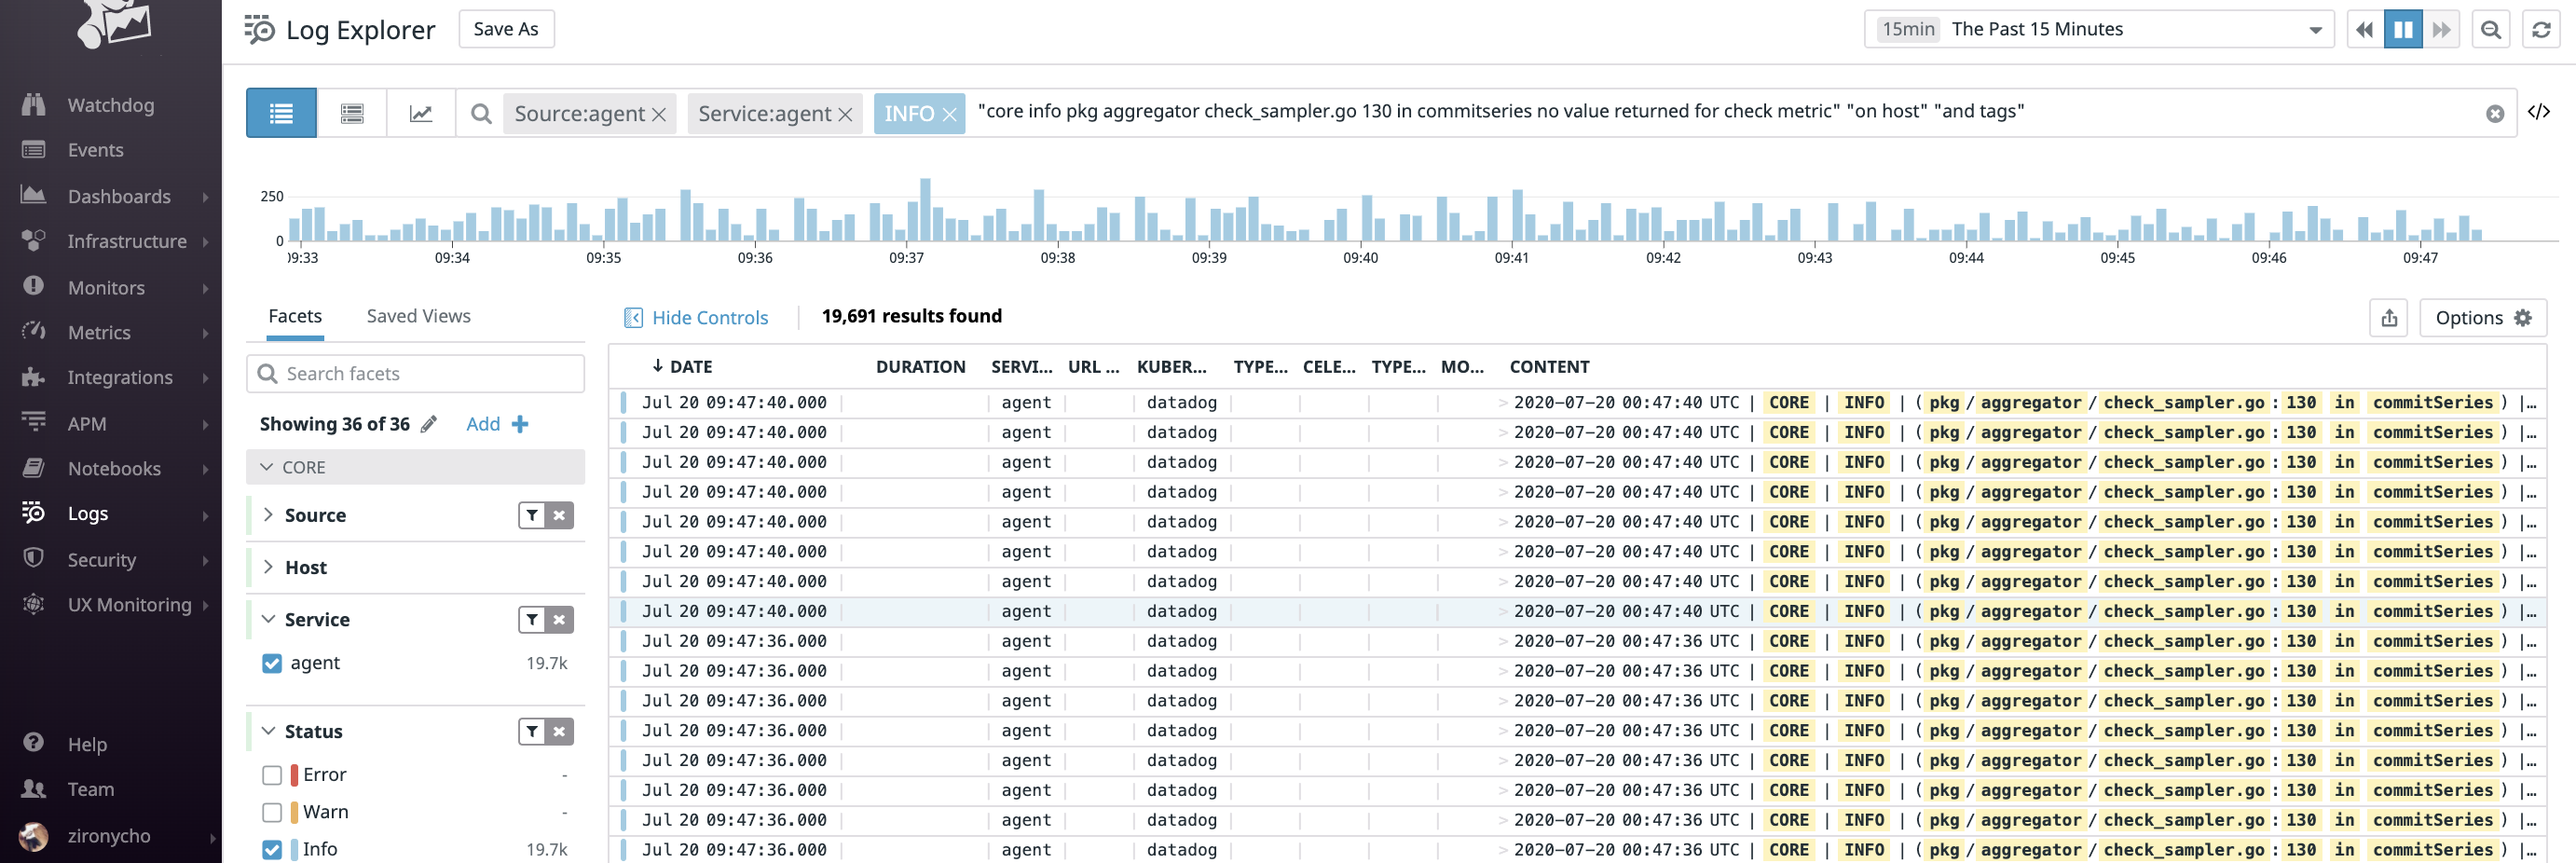 Log Explorer Save As 15min The Past 15 Minutes
Watchdog
Events
Dashboards
Infrastructure
Monitors
Metrics
Integrations
APM
Notebooks
Logs
Security
UX Monitoring
Help
Team
zironycho
Source:agent Service:agent INFO "core info pkg aggregator check_sampler.go 130 in commitseries no value returned for check metric" "on host" "and tags" </>
250
0
09:33 09:34 09:35 09:36 09:37 09:38 09:39 09:40 09:41 09:42 09:43 09:44 09:45 09:46 09:47
Facets Saved Views
Search facets
Showing 36 of 36 Add
CORE
Source
Host
Service
agent 19.7k
Status
Error -
Warn -
Info 19.7k
Hide Controls 19,691 results found Options
DATE DURATION SERVI... URL ... KUBER... TYPE... CELE... TYPE... MO... CONTENT
Jul 20 09:47:40.000 agent datadog > 2020-07-20 00:47:40 UTC | CORE | INFO | (pkg/aggregator/check_sampler.go:130 in commitSeries) |…
Jul 20 09:47:40.000 agent datadog > 2020-07-20 00:47:40 UTC | CORE | INFO | (pkg/aggregator/check_sampler.go:130 in commitSeries) |…
Jul 20 09:47:40.000 agent datadog > 2020-07-20 00:47:40 UTC | CORE | INFO | (pkg/aggregator/check_sampler.go:130 in commitSeries) |…
Jul 20 09:47:40.000 agent datadog > 2020-07-20 00:47:40 UTC | CORE | INFO | (pkg/aggregator/check_sampler.go:130 in commitSeries) |…
Jul 20 09:47:40.000 agent datadog > 2020-07-20 00:47:40 UTC | CORE | INFO | (pkg/aggregator/check_sampler.go:130 in commitSeries) |…
Jul 20 09:47:40.000 agent datadog > 2020-07-20 00:47:40 UTC | CORE | INFO | (pkg/aggregator/check_sampler.go:130 in commitSeries) |…
Jul 20 09:47:40.000 agent datadog > 2020-07-20 00:47:40 UTC | CORE | INFO | (pkg/aggregator/check_sampler.go:130 in commitSeries) |…
Jul 20 09:47:40.000 agent datadog > 2020-07-20 00:47:40 UTC | CORE | INFO | (pkg/aggregator/check_sampler.go:130 in commitSeries) |…
Jul 20 09:47:36.000 agent datadog > 2020-07-20 00:47:36 UTC | CORE | INFO | (pkg/aggregator/check_sampler.go:130 in commitSeries) |…
Jul 20 09:47:36.000 agent datadog > 2020-07-20 00:47:36 UTC | CORE | INFO | (pkg/aggregator/check_sampler.go:130 in commitSeries) |…
Jul 20 09:47:36.000 agent datadog > 2020-07-20 00:47:36 UTC | CORE | INFO | (pkg/aggregator/check_sampler.go:130 in commitSeries) |…
Jul 20 09:47:36.000 agent datadog > 2020-07-20 00:47:36 UTC | CORE | INFO | (pkg/aggregator/check_sampler.go:130 in commitSeries) |…
Jul 20 09:47:36.000 agent datadog > 2020-07-20 00:47:36 UTC | CORE | INFO | (pkg/aggregator/check_sampler.go:130 in commitSeries) |…
Jul 20 09:47:36.000 agent datadog > 2020-07-20 00:47:36 UTC | CORE | INFO | (pkg/aggregator/check_sampler.go:130 in commitSeries) |…
Jul 20 09:47:36.000 agent datadog > 2020-07-20 00:47:36 UTC | CORE | INFO | (pkg/aggregator/check_sampler.go:130 in commitSeries) |…
Jul 20 09:47:36.000 agent datadog > 2020-07-20 00:47:36 UTC | CORE | INFO | (pkg/aggregator/check_sampler.go:130 in commitSeries) |…